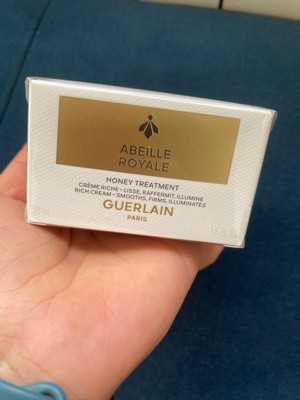 ABEILLE
ROYALE
HONEY TREATMENT
CRÈME RICHE - LISSE, RAFFERMIT, ILLUMINE
RICH CREAM - SMOOTHS, FIRMS, ILLUMINATES
GUERLAIN
PARIS